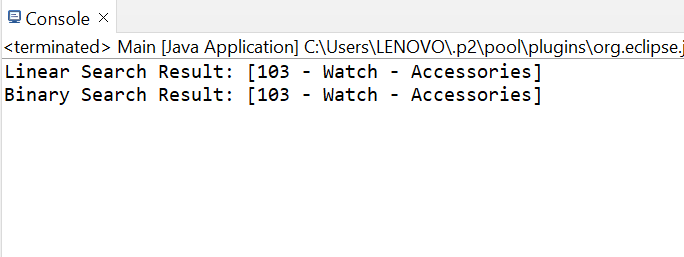 Console
<terminated> Main [Java Application] C:\Users\LENOVO\.p2\pool\plugins\org.eclipse.j
Linear Search Result: [103 - Watch - Accessories]
Binary Search Result: [103 - Watch - Accessories]